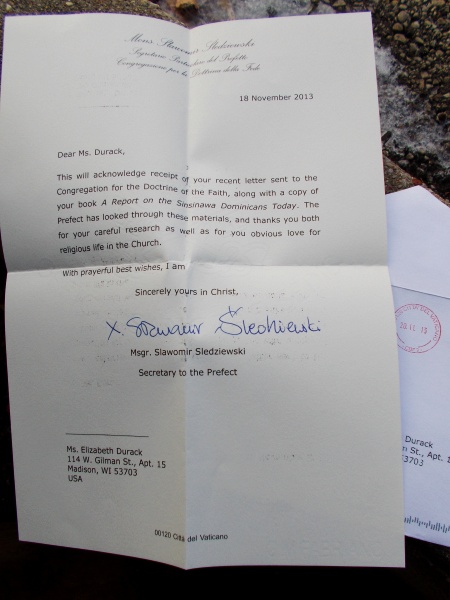 Mons. Slawomir Sledziewski
Segretario Particolare del Prefetto
Congregazione per la Dottrina della Fede
18 November 2013
Dear Ms. Durack,
This will acknowledge receipt of your recent letter sent to the
Congregation for the Doctrine of the Faith, along with a copy of
your book A Report on the Sinsinawa Dominicans Today. The
Prefect has looked through these materials, and thanks you both
for your careful research as well as for you obvious love for
religious life in the Church.
With prayerful best wishes, I am
Sincerely yours in Christ,
X. Sławomir Śledziewski
Msgr. Slawomir Sledziewski
Secretary to the Prefect
Ms. Elizabeth Durack
114 W. Gilman St., Apt. 15
Madison, WI 53703
USA
00120 Città del Vaticano
Durack
n St., Apt.
53703